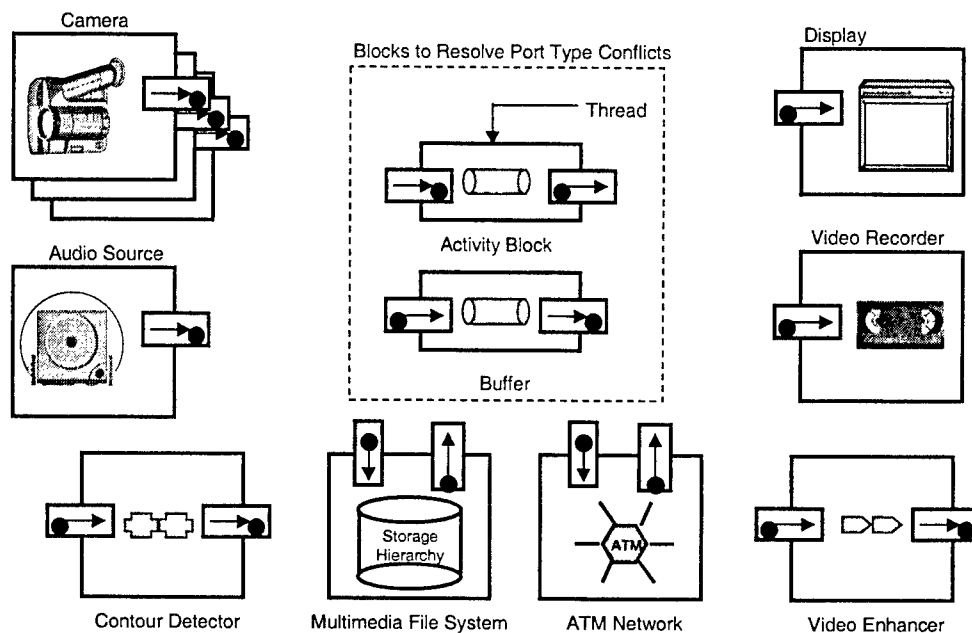 Camera
Blocks to Resolve Port Type Conflicts
Display
Thread
Activity Block
Audio Source
Video Recorder
Buffer
Storage
Hierarchy
ATM
Contour Detector
Multimedia File System
ATM Network
Video Enhancer